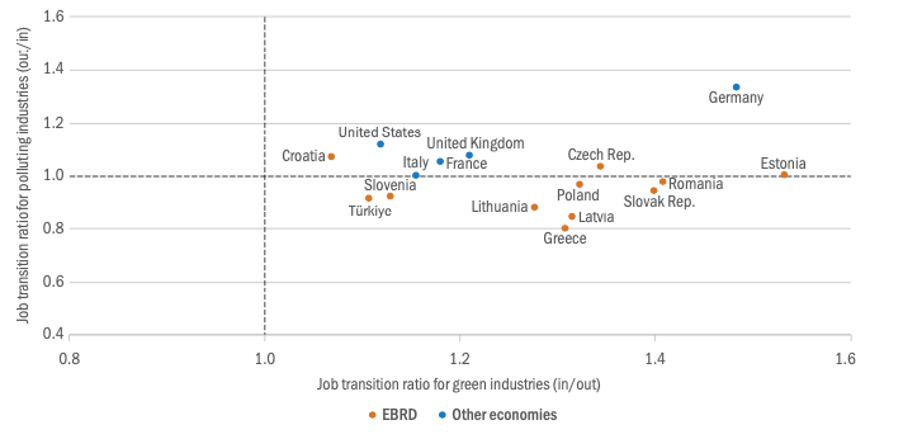 1.6
1.4
1.2
1.0
0.8
0.6
0.4
Job transition ratio for polluting industries (out/in)
Germany
United States
United Kingdom
Croatia
Italy
France
Czech Rep.
Estonia
Slovenia
Türkiye
Lithuania
Poland
Romania
Slovak Rep.
Latvia
Greece
0.8
1.0
1.2
1.4
1.6
Job transition ratio for green industries (in/out)
EBRD
Other economies